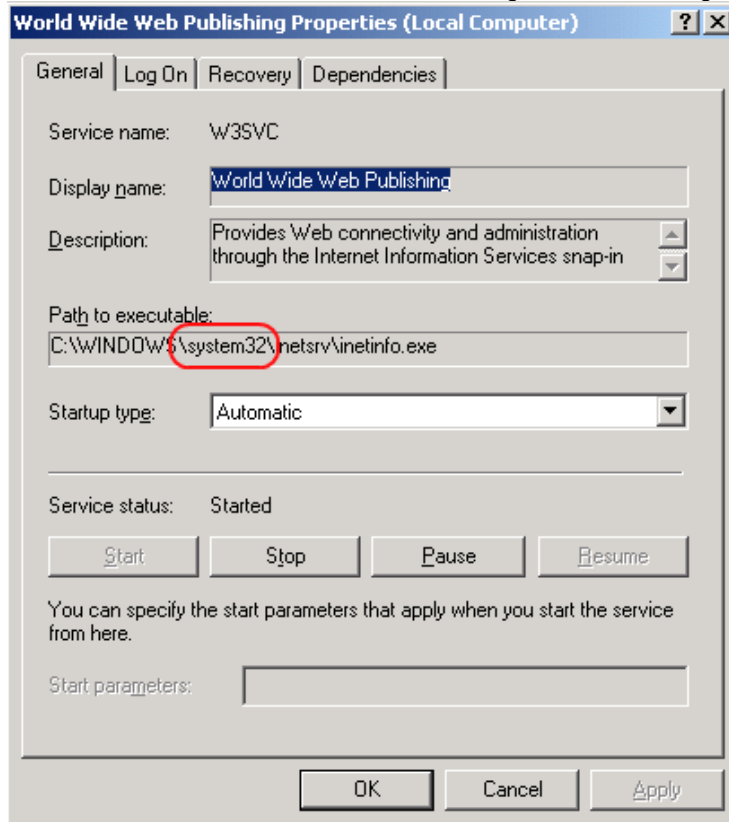 World Wide Web Publishing Properties (Local Computer) ? X
General Log On Recovery Dependencies
Service name: W3SVC
Display name: World Wide Web Publishing
Description: Provides Web connectivity and administration
through the Internet Information Services snap-in
Path to executable:
C:\WINDOWS\system32\inetsrv\inetinfo.exe
Startup type: Automatic
Service status: Started
Start Stop Pause Resume
You can specify the start parameters that apply when you start the service
from here.
Start parameters:
OK Cancel Apply